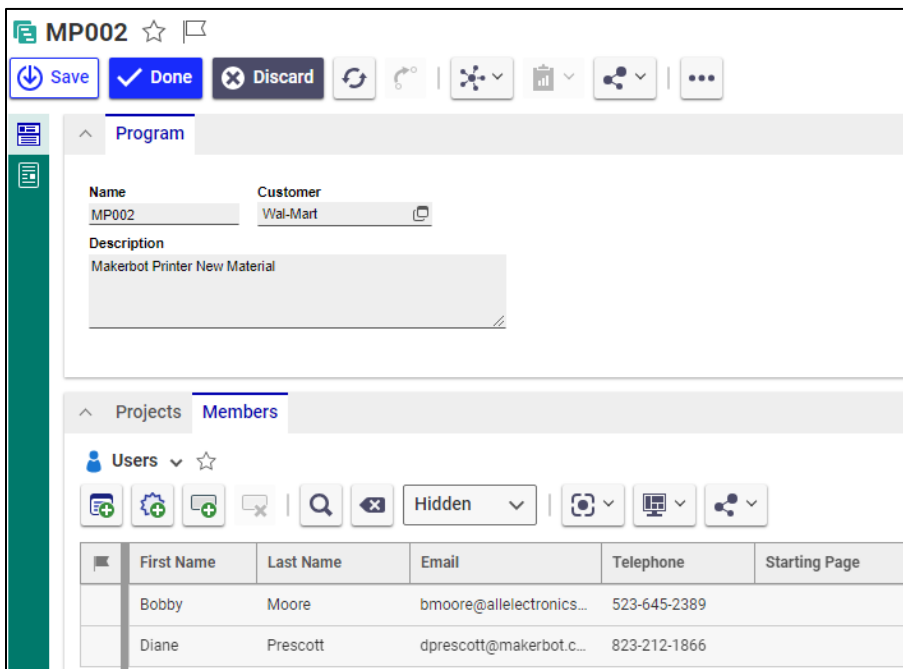 MP002
Save Done Discard
Program
Name Customer
MP002 Wal-Mart
Description
Makerbot Printer New Material
Projects Members
Users
Hidden
First Name Last Name Email Telephone Starting Page
Bobby Moore bmoore@allelectronics... 523-645-2389
Diane Prescott dprescott@makerbot.c... 823-212-1866